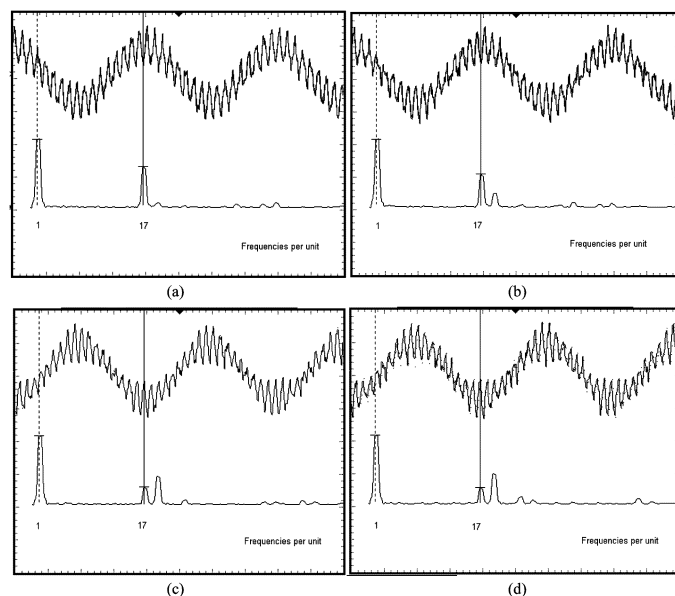 1 17
Frequencies per unit
(a)
1 17
Frequencies per unit
(b)
1 17
Frequencies per unit
(c)
1 17
Frequencies per unit
(d)